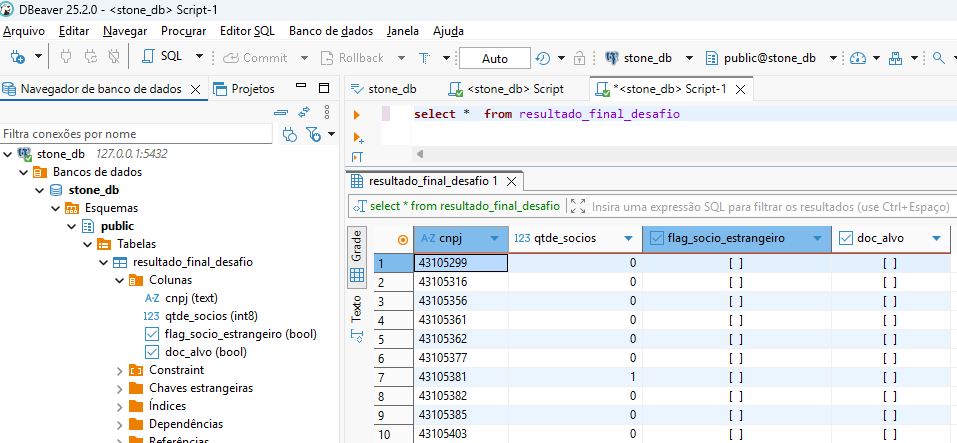 DBeaver 25.2.0 - <stone_db> Script-1
Arquivo Editar Navegar Procurar Editor SQL Banco de dados Janela Ajuda
SQL Commit Rollback Auto stone_db public@stone_db
Navegador de banco de dados Projetos
Filtra conexões por nome
stone_db 127.0.0.1:5432
Bancos de dados
stone_db
Esquemas
public
Tabelas
resultado_final_desafio
Colunas
A-Z cnpj (text)
123 qtde_socios (int8)
flag_socio_estrangeiro (bool)
doc_alvo (bool)
Constraint
Chaves estrangeiras
Índices
Dependências
Referências
stone_db <stone_db> Script *<stone_db> Script-1
select * from resultado_final_desafio
resultado_final_desafio 1
select * from resultado_final_desafio Insira uma expressão SQL para filtrar os resultados (use Ctrl+Espaço)
Grade
Texto
A-Z cnpj 123 qtde_socios flag_socio_estrangeiro doc_alvo
1 43105299 0 [ ] [ ]
2 43105316 0 [ ] [ ]
3 43105356 0 [ ] [ ]
4 43105361 0 [ ] [ ]
5 43105362 0 [ ] [ ]
6 43105377 0 [ ] [ ]
7 43105381 1 [ ] [ ]
8 43105382 0 [ ] [ ]
9 43105385 0 [ ] [ ]
10 43105403 0 [ ] [ ]